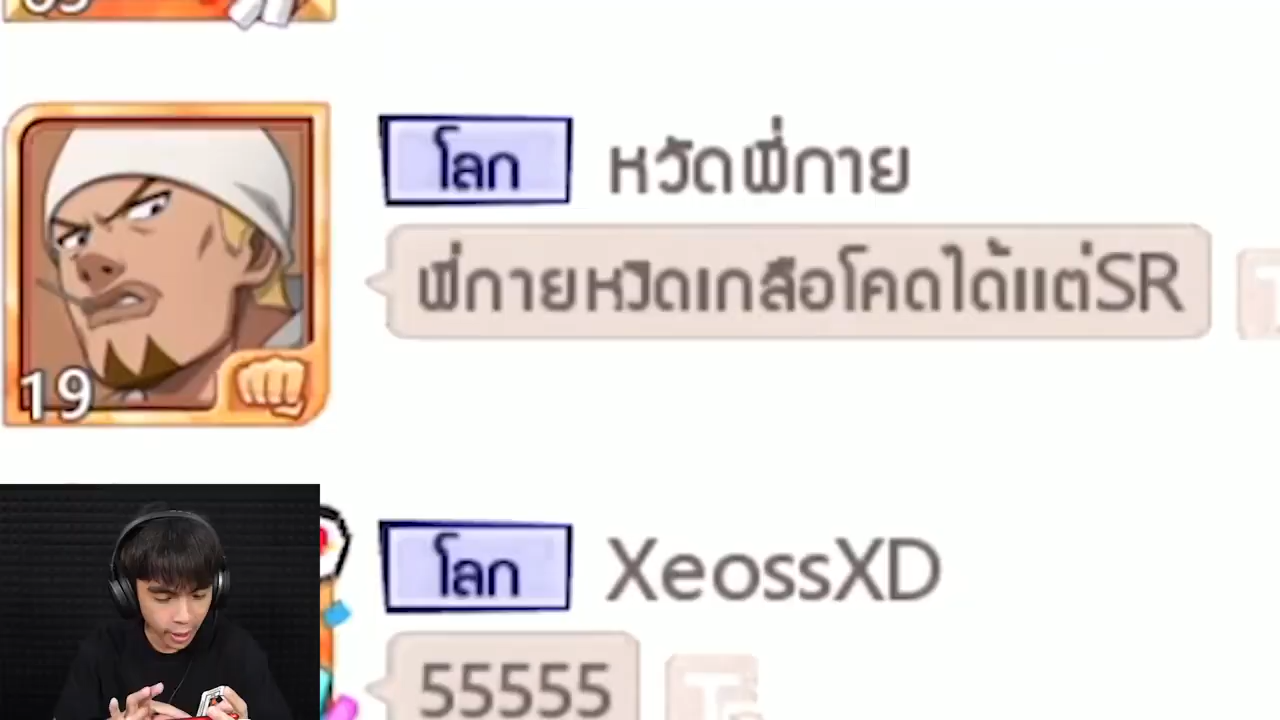 โลก หวัดพี่กาย
พี่กายหวิดเกลือโคดได้แต่SR
19
โลก XeossXD
55555